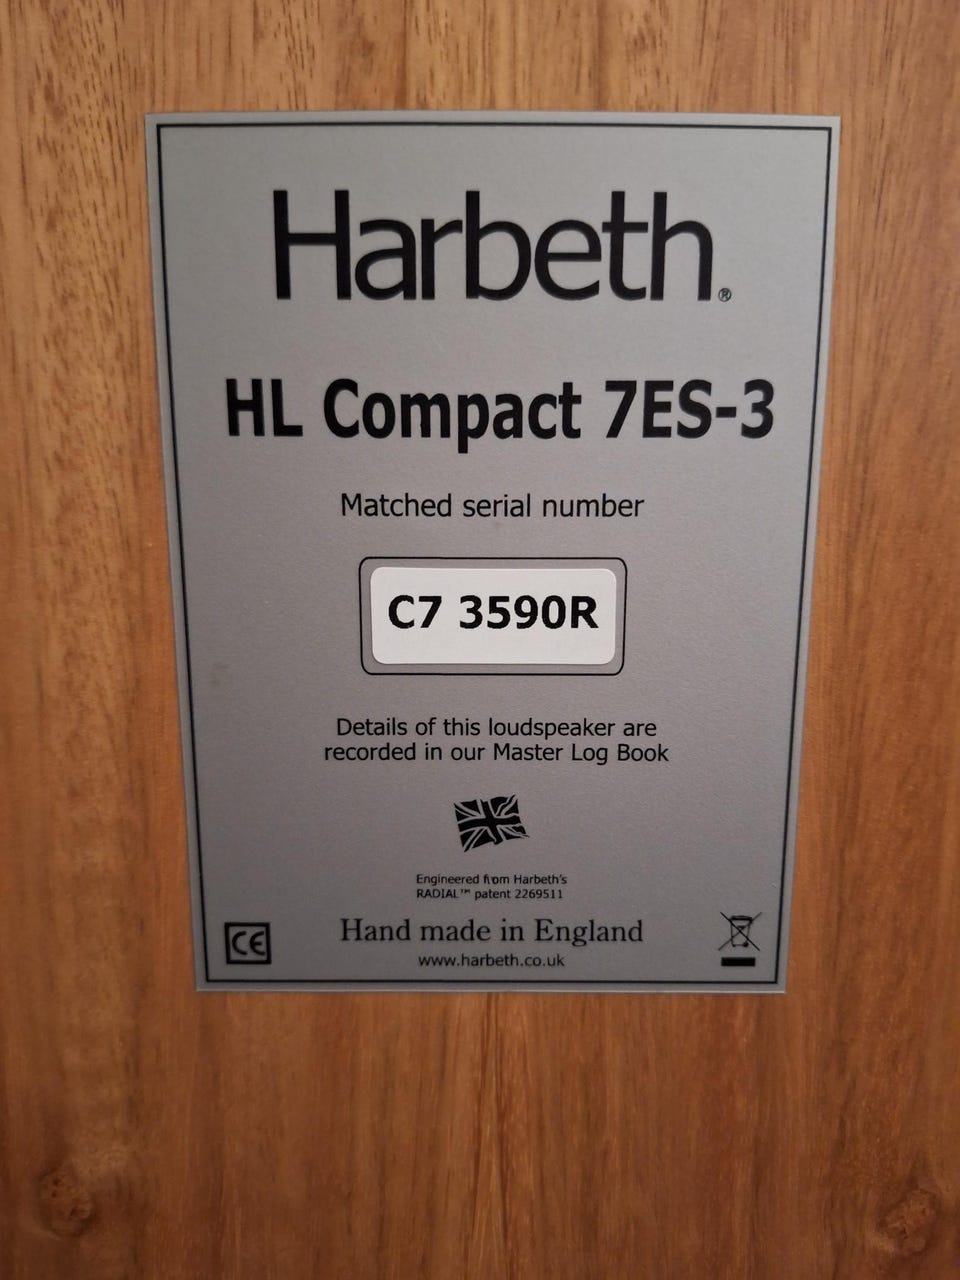 Harbeth®
HL Compact 7ES-3
Matched serial number
C7 3590R
Details of this loudspeaker are
recorded in our Master Log Book
Engineered from Harbeth's
RADIAL™ patent 2269511
Hand made in England
www.harbeth.co.uk
CE